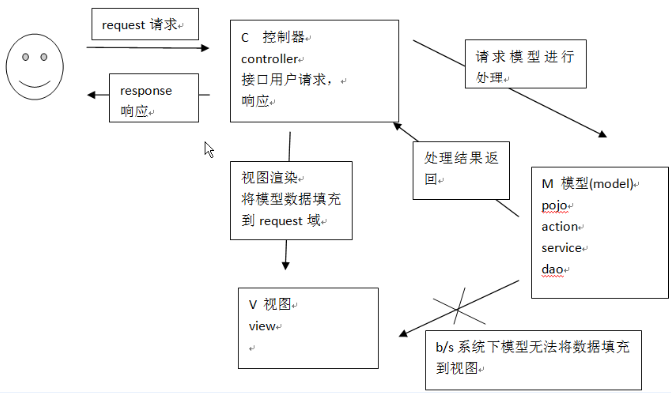 request 请求
response
响应
C 控制器
controller
接口用户请求，
响应
请求模型进行
处理
处理结果返
回
视图渲染
将模型数据填充
到 request 域
M 模型(model)
pojo
action
service
dao
V 视图
view
b/s 系统下模型无法将数据填充
到视图